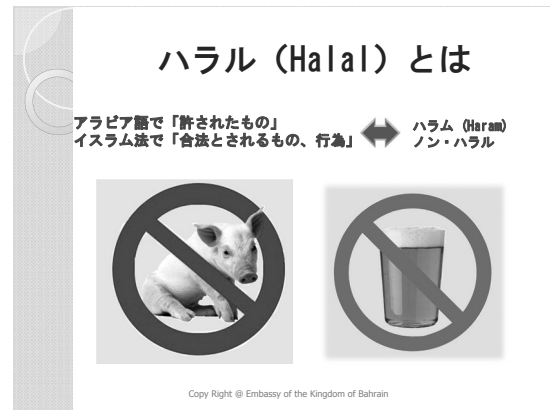 ハラル（Halal）とは
アラビア語で「許されたもの」
イスラム法で「合法とされるもの、行為」
ハラム（Haram）
ノン・ハラル
Copy Right @ Embassy of the Kingdom of Bahrain